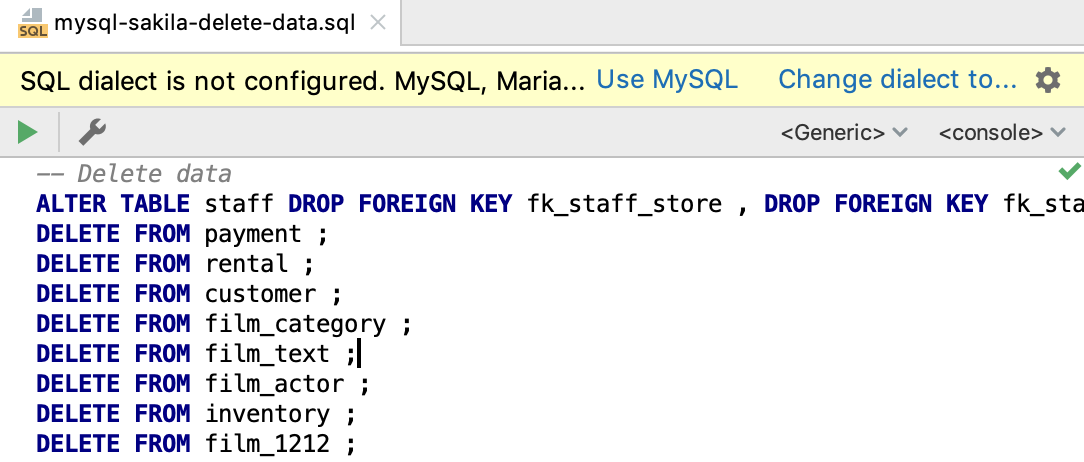 SQL mysql-sakila-delete-data.sql
SQL dialect is not configured. MySQL, Maria... Use MySQL Change dialect to...
<Generic> <console>
-- Delete data
ALTER TABLE staff DROP FOREIGN KEY fk_staff_store , DROP FOREIGN KEY fk_sta
DELETE FROM payment ;
DELETE FROM rental ;
DELETE FROM customer ;
DELETE FROM film_category ;
DELETE FROM film_text ;
DELETE FROM film_actor ;
DELETE FROM inventory ;
DELETE FROM film_1212 ;